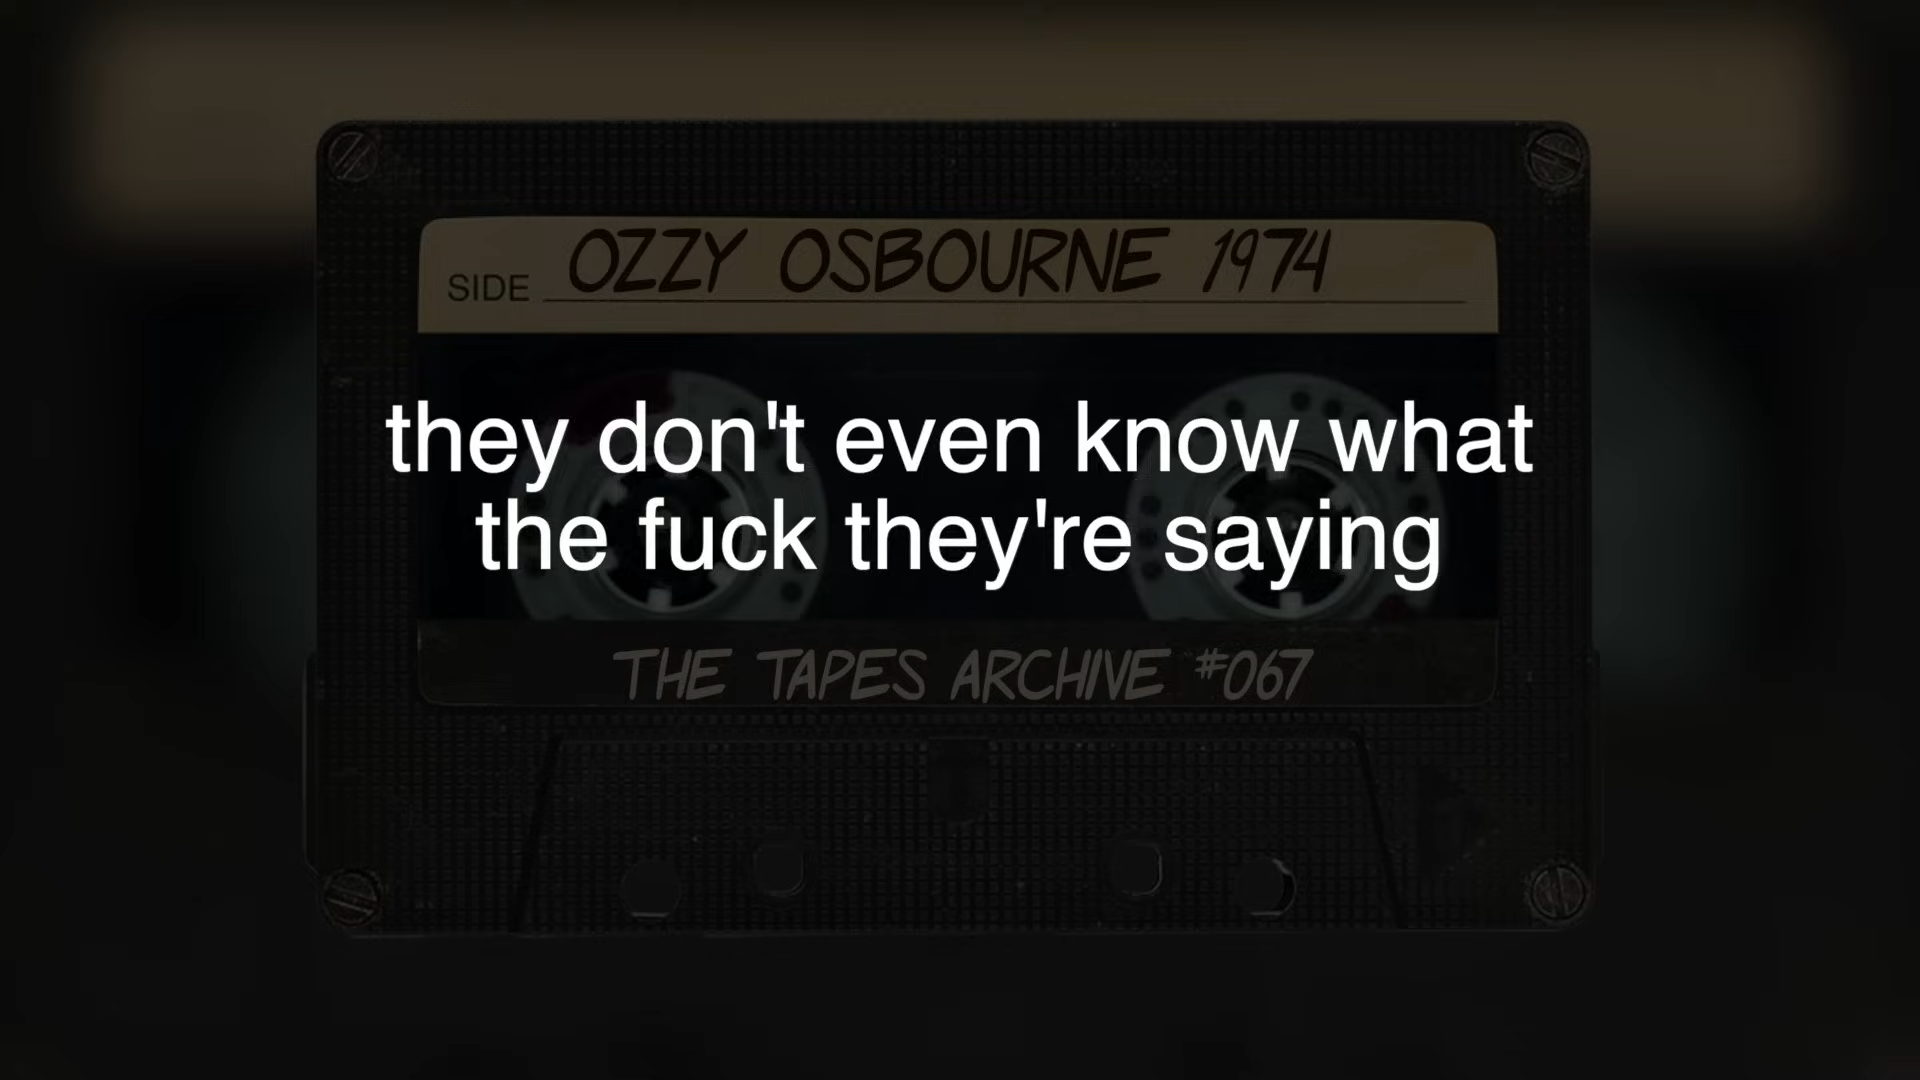 SIDE OZZY OSBOURNE 1974
they don't even know what
the fuck they're saying
THE TAPES ARCHIVE #067